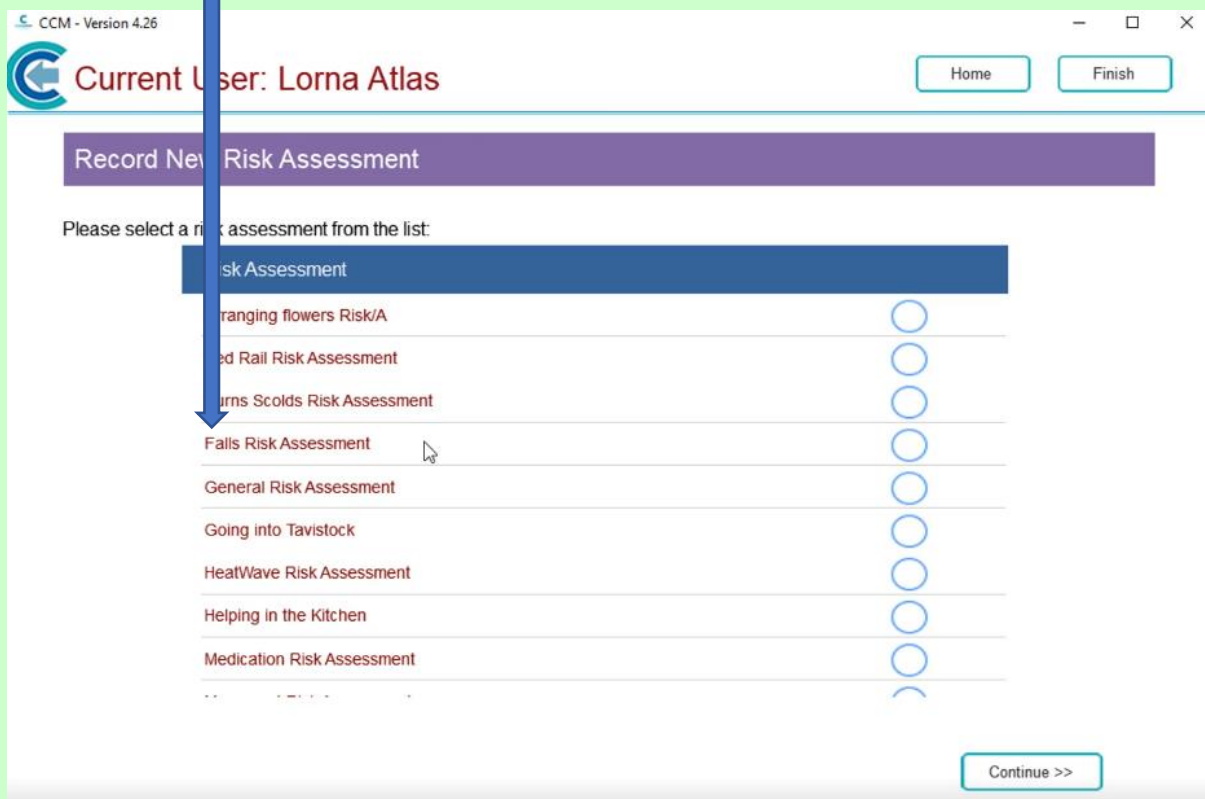 CCM - Version 4.26
Current User: Lorna Atlas
Home
Finish
Record New Risk Assessment
Please select a risk assessment from the list:
Risk Assessment
Arranging flowers Risk/A
Bed Rail Risk Assessment
Burns Scolds Risk Assessment
Falls Risk Assessment
General Risk Assessment
Going into Tavistock
HeatWave Risk Assessment
Helping in the Kitchen
Medication Risk Assessment
Continue >>